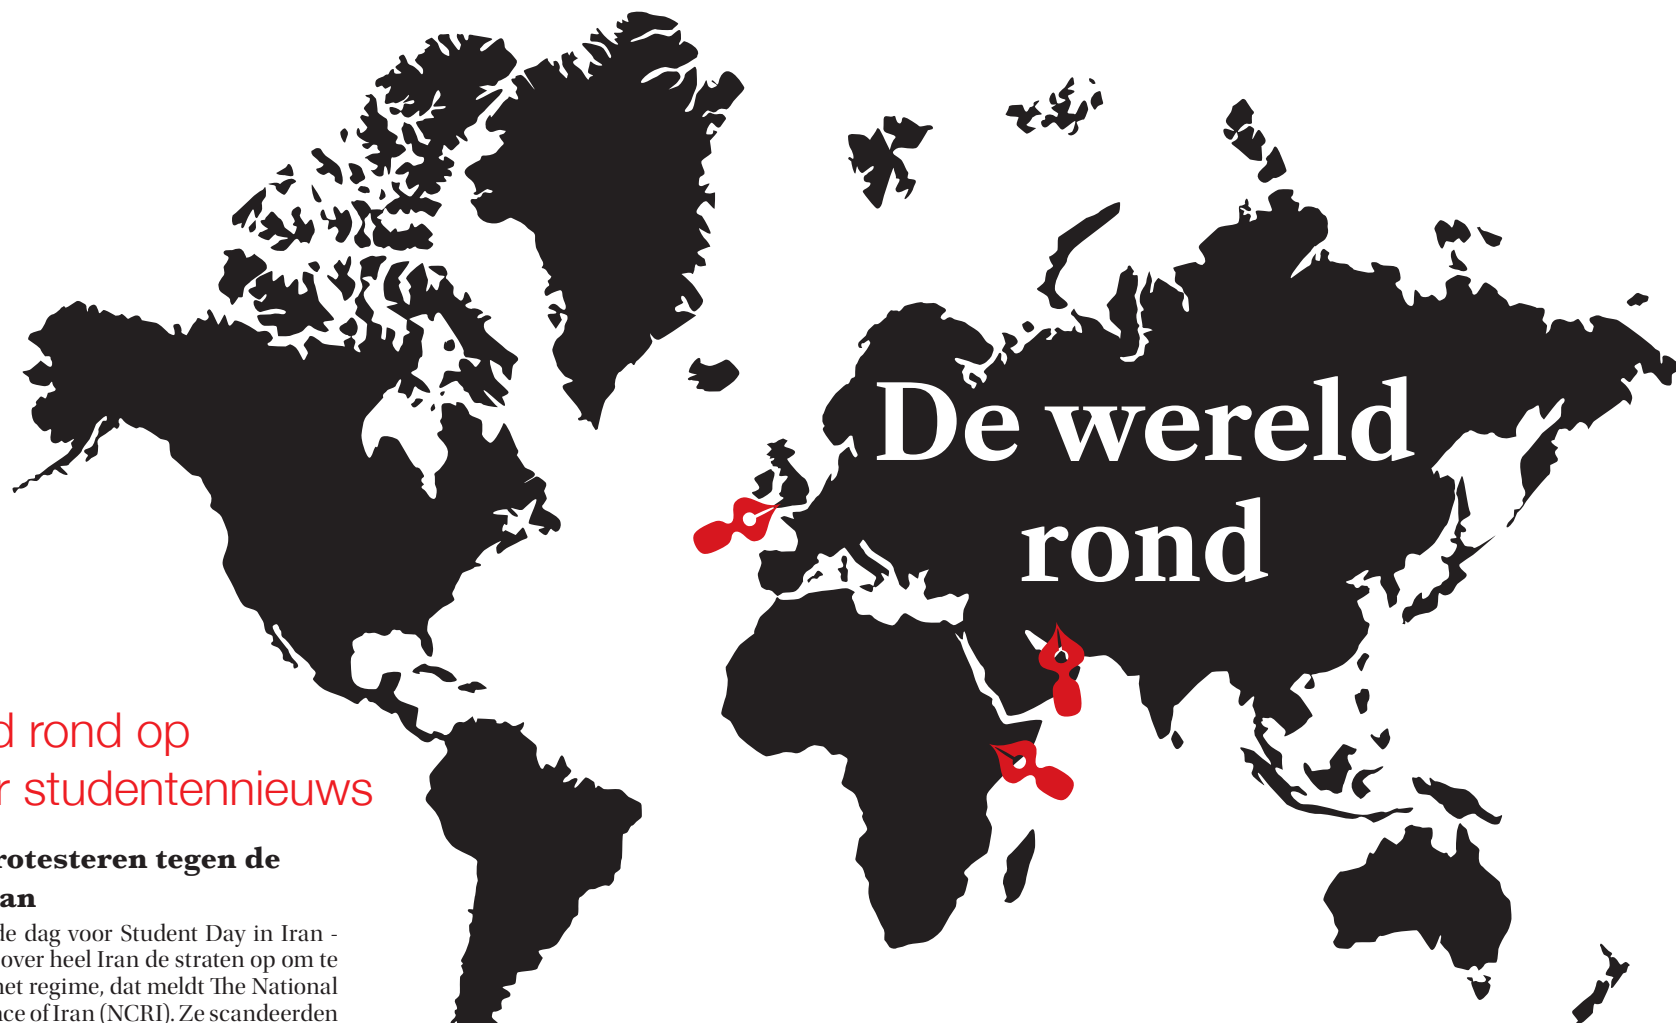 De wereld
rond
d rond op
r studentennieuws
rotesteren tegen de
an
de dag voor Student Day in Iran -
over heel Iran de straten op om te
het regime, dat meldt The National
nce of Iran (NCRI). Ze scandeerden